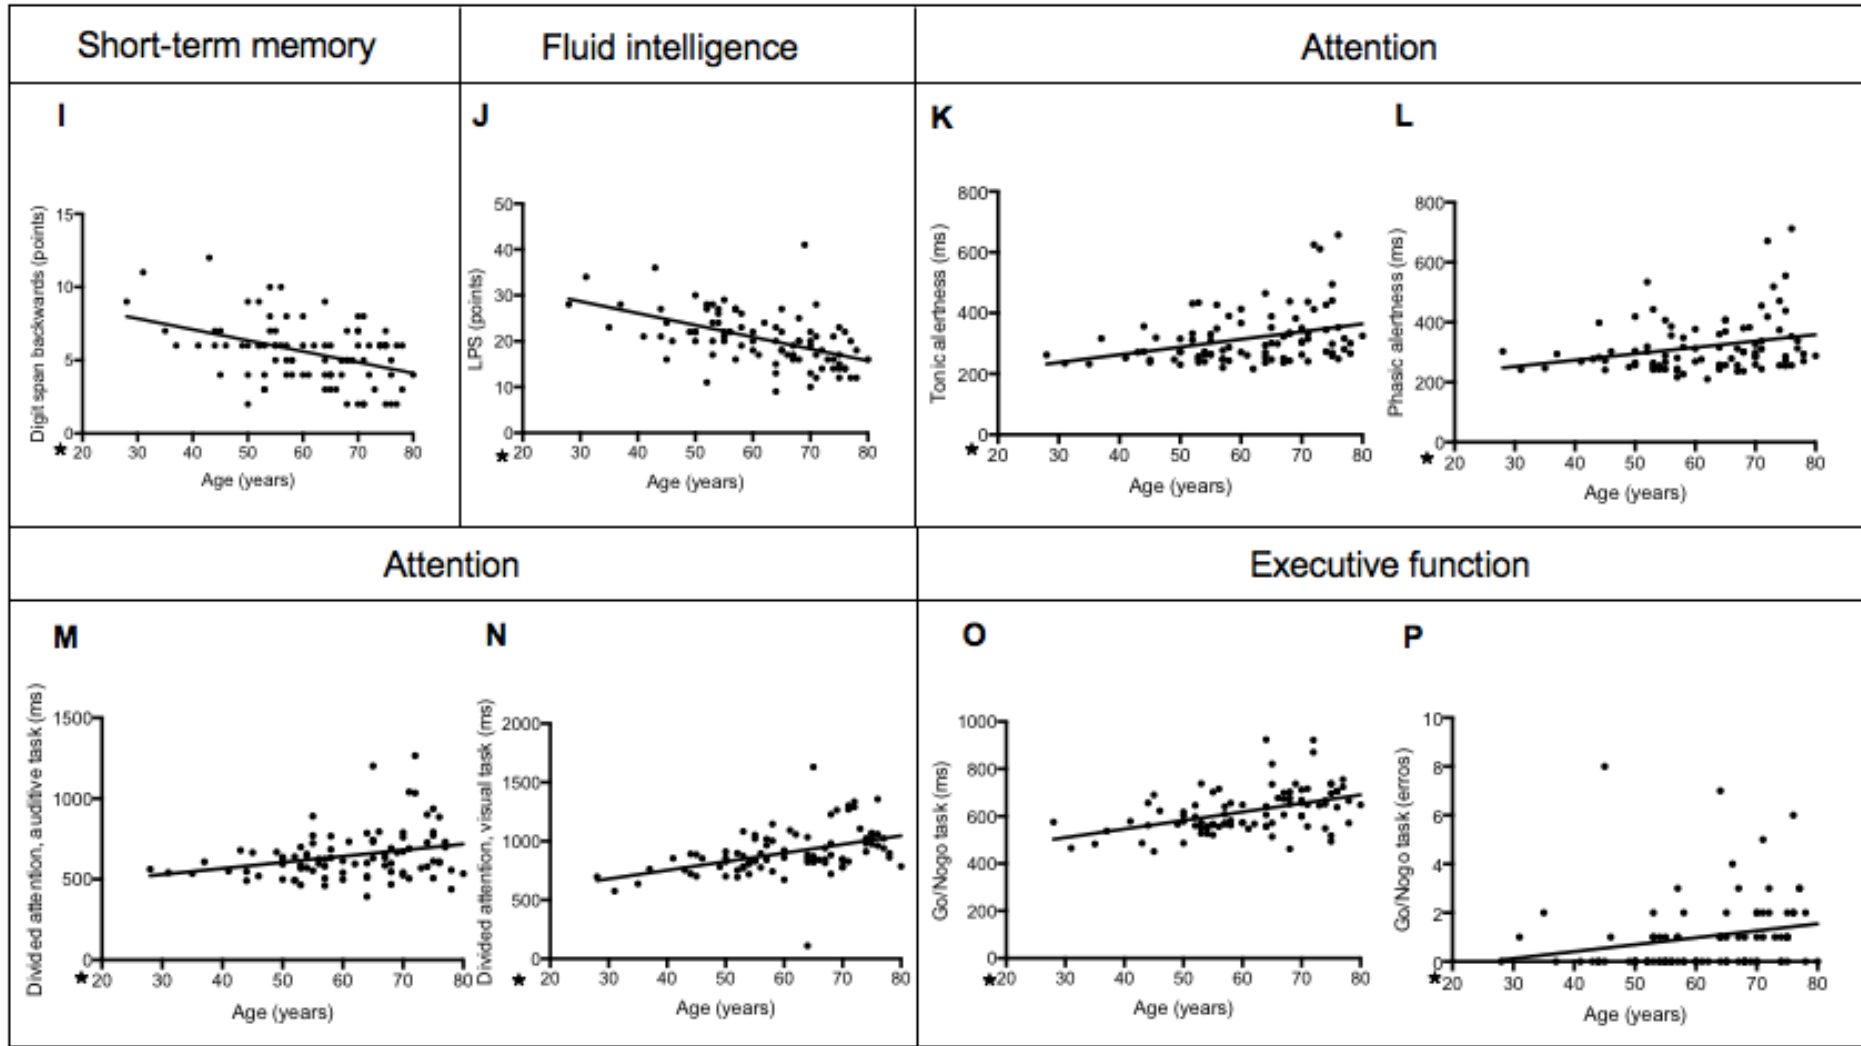 Short-term memory
Fluid intelligence
Attention
I
15
10
5
0
Digit span backwards (points)
* 20 30 40 50 60 70 80
Age (years)
J
50
40
30
20
10
0
LPS (points)
* 20 30 40 50 60 70 80
Age (years)
K
800
600
400
200
0
Tonic alertness (ms)
* 20 30 40 50 60 70 80
Age (years)
L
800
600
400
200
0
Phasic alertness (ms)
* 20 30 40 50 60 70 80
Age (years)
Attention
Executive function
M
1500
1000
500
0
Divided attention, auditive task (ms)
* 20 30 40 50 60 70 80
Age (years)
N
2000
1500
1000
500
0
Divided attention, visual task (ms)
* 20 30 40 50 60 70 80
Age (years)
O
1000
800
600
400
200
0
Go/Nogo task (ms)
* 20 30 40 50 60 70 80
Age (years)
P
10
8
6
4
2
0
Go/Nogo task (erros)
* 20 30 40 50 60 70 80
Age (years)